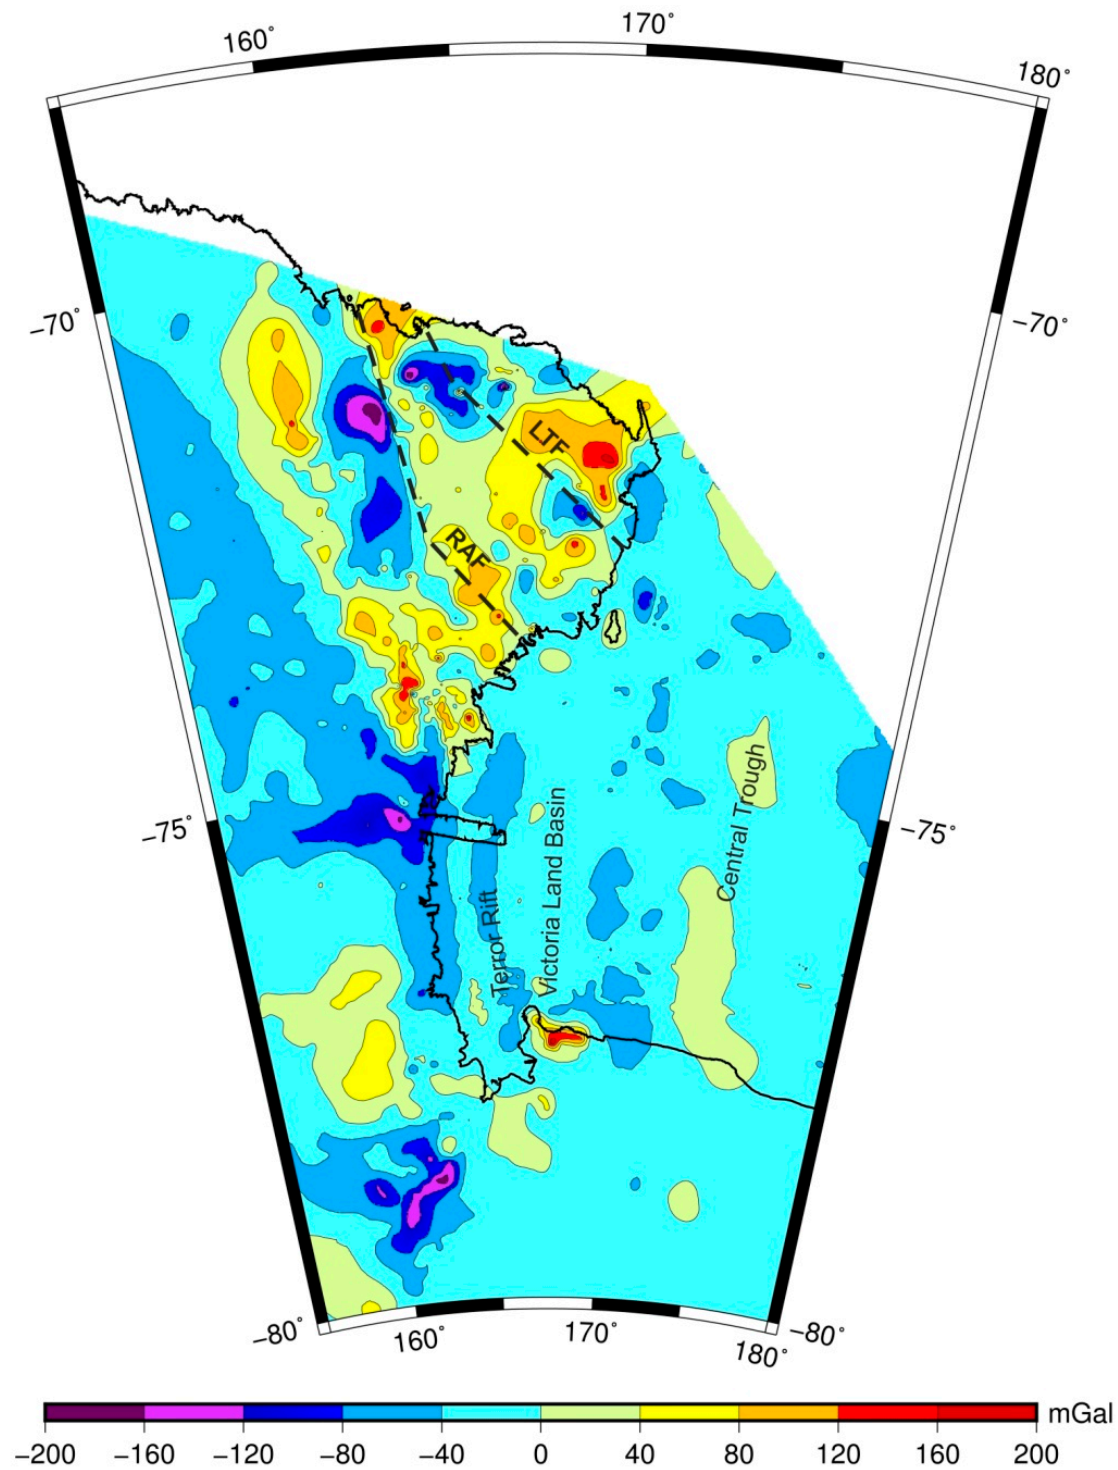 160°
170°
180°
−70°
−70°
LTF
RAF
−75°
−75°
Central Trough
Victoria Land Basin
Terror Rift
−80°
160°
170°
180°
−80°
mGal
−200 −160 −120 −80 −40 0 40 80 120 160 200